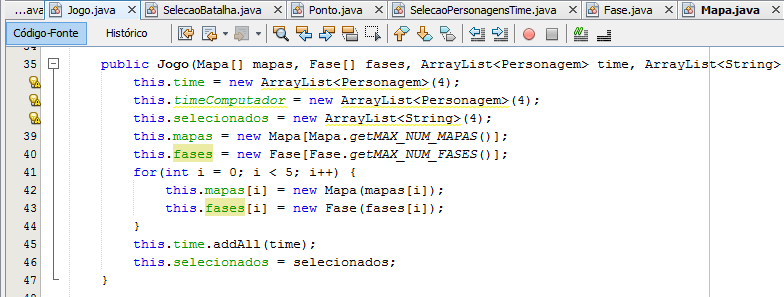 ...ava Jogo.java SelecaoBatalha.java Ponto.java SelecaoPersonagensTime.java Fase.java Mapa.java
Código-Fonte Histórico
35 public Jogo(Mapa[] mapas, Fase[] fases, ArrayList<Personagem> time, ArrayList<String>
this.time = new ArrayList<Personagem>(4);
this.timeComputador = new ArrayList<Personagem>(4);
this.selecionados = new ArrayList<String>(4);
39 this.mapas = new Mapa[Mapa.getMAX_NUM_MAPAS()];
40 this.fases = new Fase[Fase.getMAX_NUM_FASES()];
41 for(int i = 0; i < 5; i++) {
42 this.mapas[i] = new Mapa(mapas[i]);
43 this.fases[i] = new Fase(fases[i]);
44 }
45 this.time.addAll(time);
46 this.selecionados = selecionados;
47 }